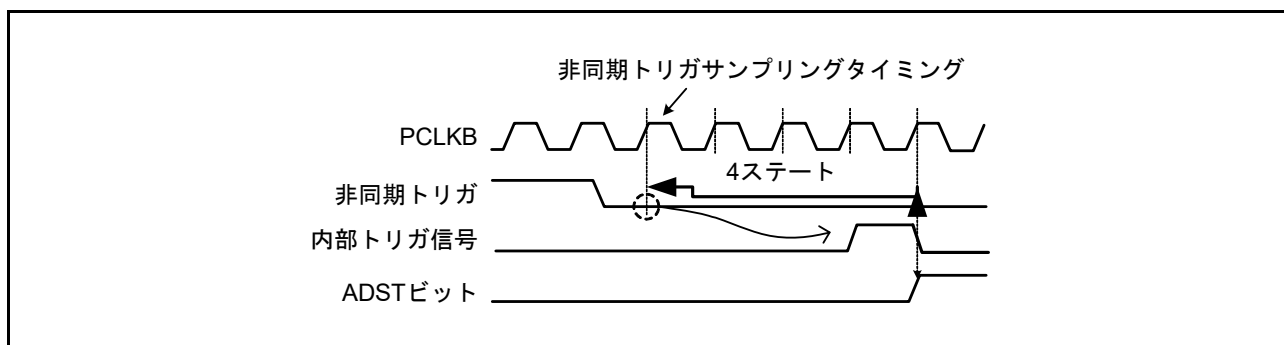 非同期トリガサンプリングタイミング
PCLKB
4ステート
非同期トリガ
内部トリガ信号
ADSTビット